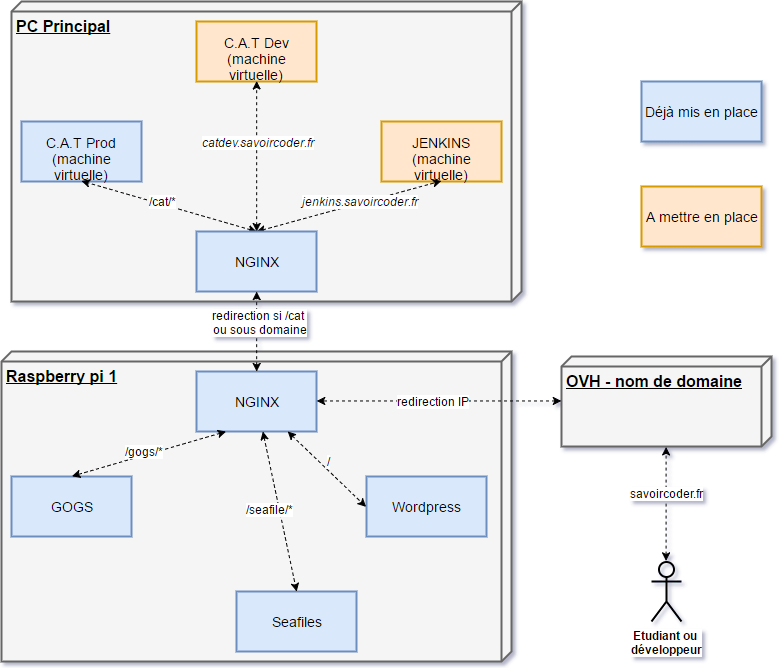 PC Principal
C.A.T Dev
(machine
virtuelle)
C.A.T Prod
(machine
virtuelle)
catdev.savoircoder.fr
JENKINS
(machine
virtuelle)
/cat/*
jenkins.savoircoder.fr
NGINX
Déjà mis en place
A mettre en place
redirection si /cat
ou sous domaine
Raspberry pi 1
NGINX
redirection IP
OVH - nom de domaine
/gogs/*
/
/seafile/*
GOGS
Wordpress
Seafiles
savoircoder.fr
Etudiant ou
développeur